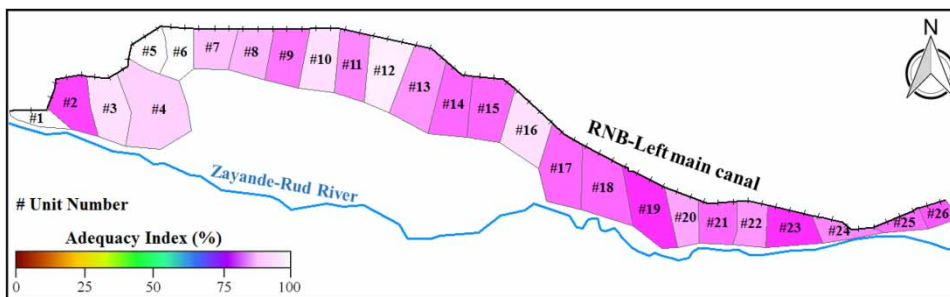 N
#5 #6 #7 #8 #9 #10 #11 #12 #13 #14 #15
#1 #2 #3 #4 #16
RNB-Left main canal
#17 #18 #19 #20 #21 #22 #23 #24 #25 #26
Zayande-Rud River
# Unit Number
Adequacy Index (%)
0 25 50 75 100